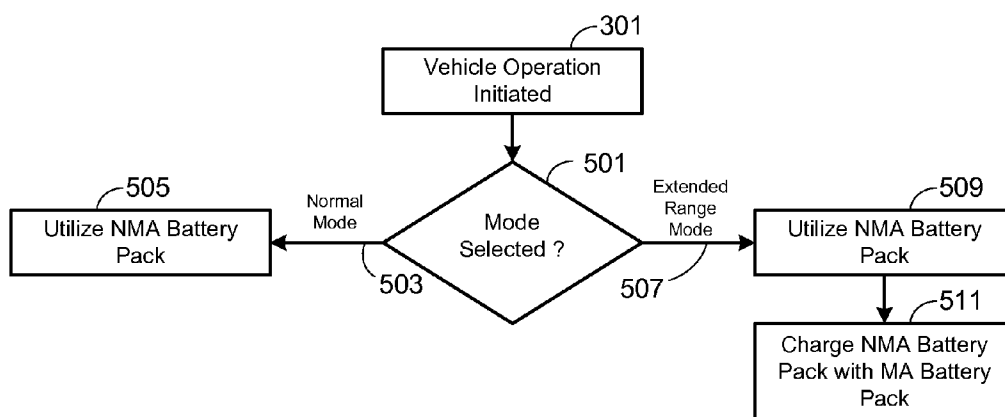 301
Vehicle Operation
Initiated
501
Mode
Selected ?
Normal
Mode
503
505
Utilize NMA Battery
Pack
Extended
Range
Mode
507
509
Utilize NMA Battery
Pack
511
Charge NMA Battery
Pack with MA Battery
Pack